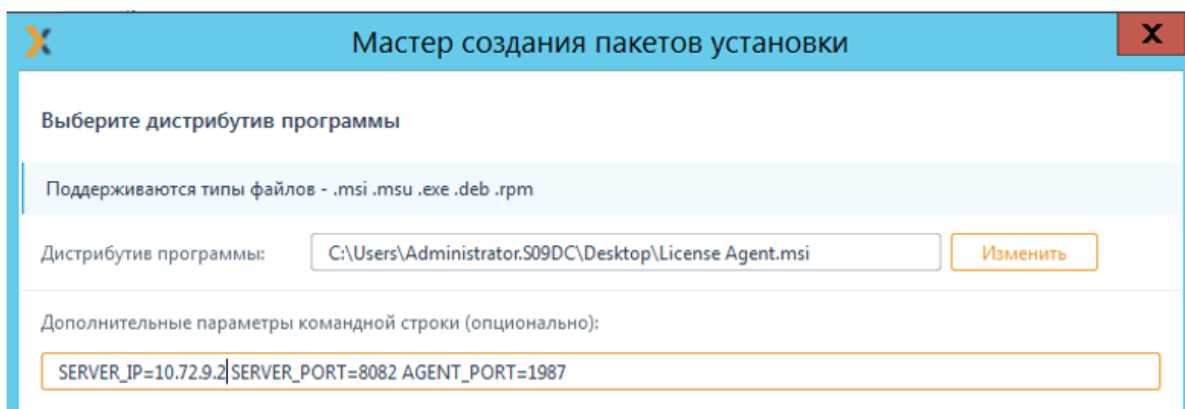 Мастер создания пакетов установки
X
Выберите дистрибутив программы
Поддерживаются типы файлов - .msi .msu .exe .deb .rpm
Дистрибутив программы: C:\Users\Administrator.S09DC\Desktop\License Agent.msi Изменить
Дополнительные параметры командной строки (опционально):
SERVER_IP=10.72.9.2 SERVER_PORT=8082 AGENT_PORT=1987